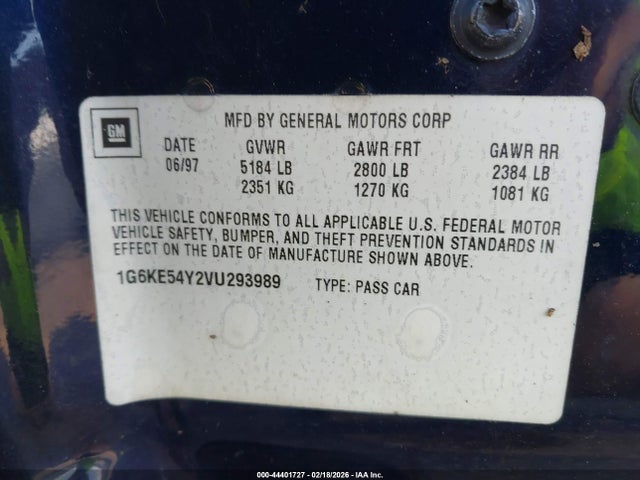 GM
MFD BY GENERAL MOTORS CORP
DATE GVWR GAWR FRT GAWR RR
06/97 5184 LB 2800 LB 2384 LB
2351 KG 1270 KG 1081 KG
THIS VEHICLE CONFORMS TO ALL APPLICABLE U.S. FEDERAL MOTOR
VEHICLE SAFETY, BUMPER, AND THEFT PREVENTION STANDARDS IN
EFFECT ON THE DATE OF MANUFACTURE SHOWN ABOVE.
1G6KE54Y2VU293989 TYPE: PASS CAR
000-44401727 - 02/18/2026 - IAA Inc.